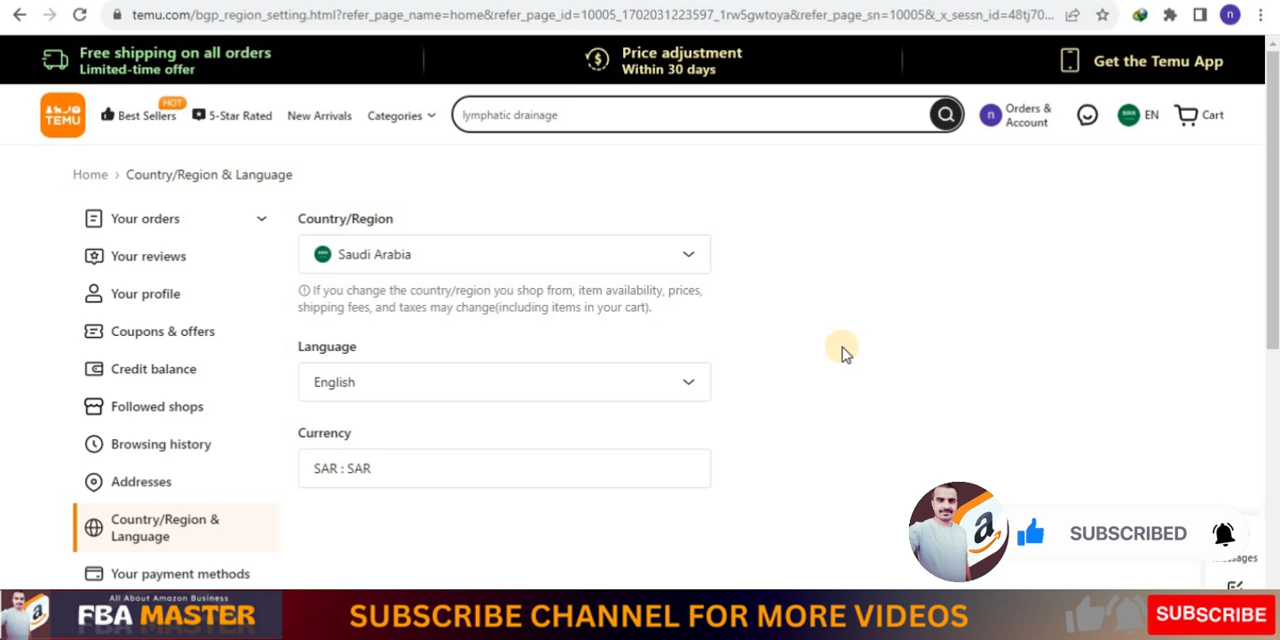 temu.com/bgp_region_setting.html?refer_page_name=home&refer_page_id=10005_1702031223597_1rw5gwtoya&refer_page_sn=10005&_x_sessn_id=48tj70...
n
Free shipping on all orders
Limited-time offer
Price adjustment
Within 30 days
Get the Temu App
TEMU
Best Sellers
HOT
5-Star Rated
New Arrivals
Categories
lymphatic drainage
n
Orders &
Account
EN
Cart
Home › Country/Region & Language
Your orders
Your reviews
Your profile
Coupons & offers
Credit balance
Followed shops
Browsing history
Addresses
Country/Region &
Language
Your payment methods
Country/Region
Saudi Arabia
If you change the country/region you shop from, item availability, prices,
shipping fees, and taxes may change(including items in your cart).
Language
English
Currency
SAR : SAR
a
SUBSCRIBED
All About Amazon Business
FBA MASTER
SUBSCRIBE CHANNEL FOR MORE VIDEOS
SUBSCRIBE